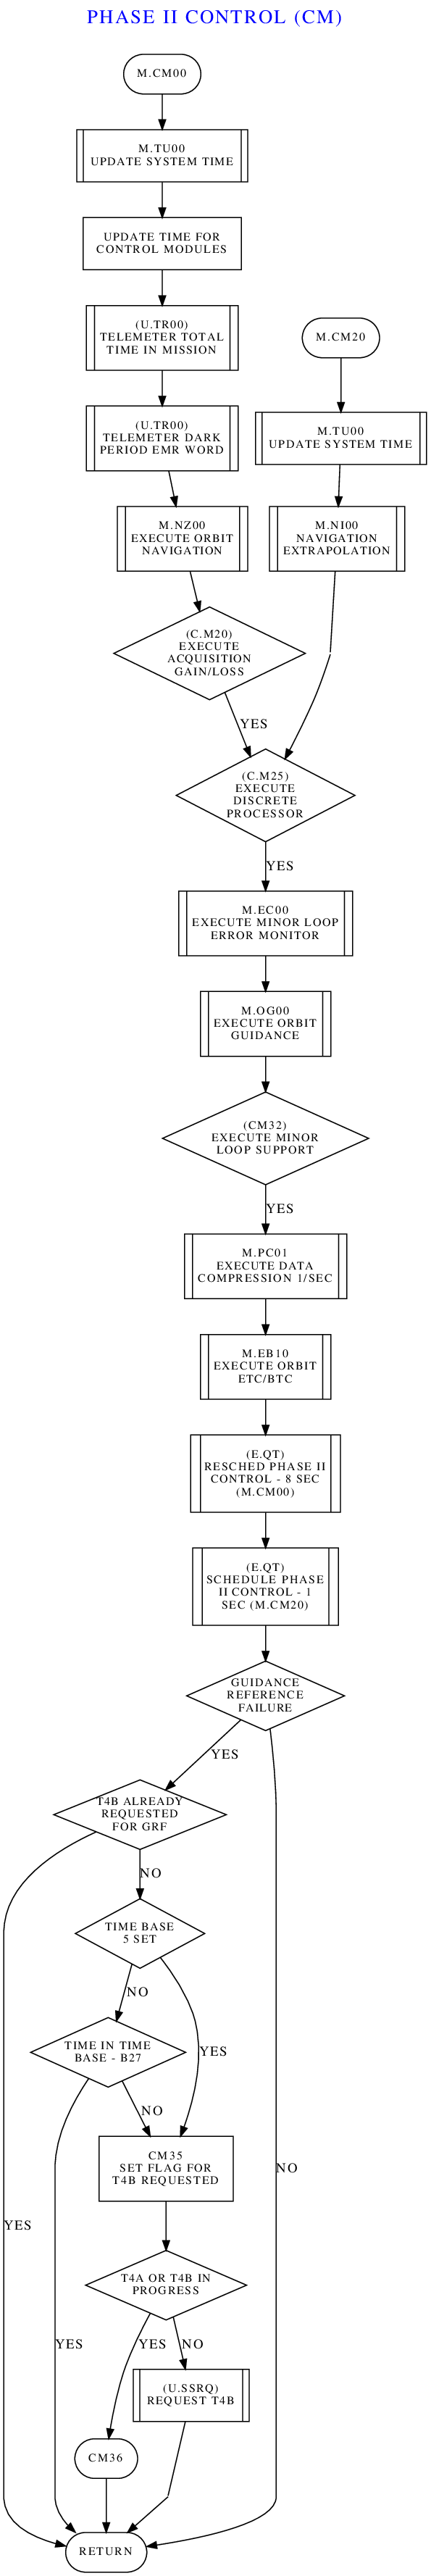 PHASE II CONTROL (CM)
M.CM00
M.TU00
UPDATE SYSTEM TIME
UPDATE TIME FOR
CONTROL MODULES
(U.TR00)
TELEMETER TOTAL
TIME IN MISSION
M.CM20
(U.TR00)
TELEMETER DARK
PERIOD EMR WORD
M.TU00
UPDATE SYSTEM TIME
M.NZ00
EXECUTE ORBIT
NAVIGATION
M.NI00
NAVIGATION
EXTRAPOLATION
(C.M20)
EXECUTE
ACQUISITION
GAIN/LOSS
YES
(C.M25)
EXECUTE
DISCRETE
PROCESSOR
YES
M.EC00
EXECUTE MINOR LOOP
ERROR MONITOR
M.OG00
EXECUTE ORBIT
GUIDANCE
(CM32)
EXECUTE MINOR
LOOP SUPPORT
YES
M.PC01
EXECUTE DATA
COMPRESSION 1/SEC
M.EB10
EXECUTE ORBIT
ETC/BTC
(E.QT)
RESCHED PHASE II
CONTROL - 8 SEC
(M.CM00)
(E.QT)
SCHEDULE PHASE
II CONTROL - 1
SEC (M.CM20)
GUIDANCE
REFERENCE
FAILURE
YES
T4B ALREADY
REQUESTED
FOR GRF
NO
TIME BASE
5 SET
NO
TIME IN TIME
BASE - B27
YES
NO
CM35
SET FLAG FOR
T4B REQUESTED
NO
YES
T4A OR T4B IN
PROGRESS
YES
YES
NO
(U.SSRQ)
REQUEST T4B
CM36
RETURN